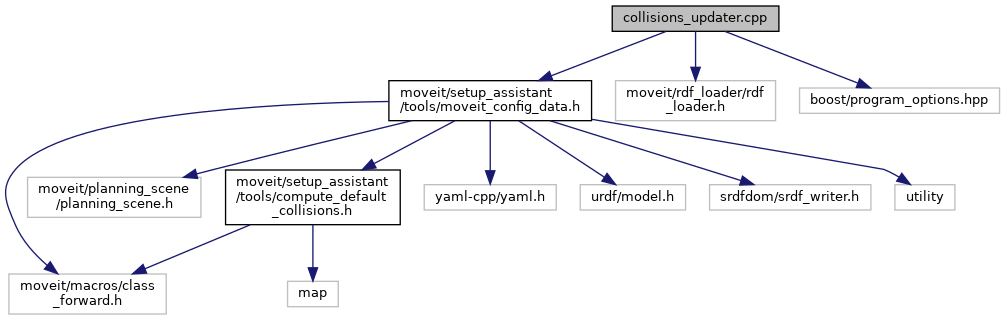 collisions_updater.cpp
moveit/setup_assistant
/tools/moveit_config_data.h
moveit/rdf_loader/rdf
_loader.h
boost/program_options.hpp
moveit/planning_scene
/planning_scene.h
moveit/setup_assistant
/tools/compute_default
_collisions.h
yaml-cpp/yaml.h
urdf/model.h
srdfdom/srdf_writer.h
utility
moveit/macros/class
_forward.h
map